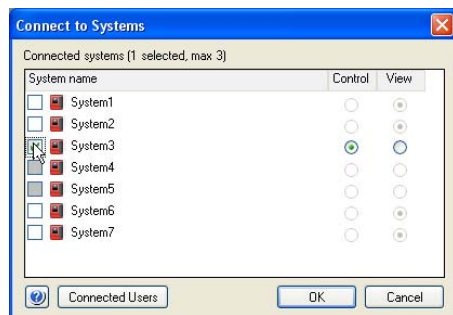 Connect to Systems
Connected systems (1 selected, max 3)
System name Control View
System1
System2
System3
System4
System5
System6
System7
? Connected Users OK Cancel